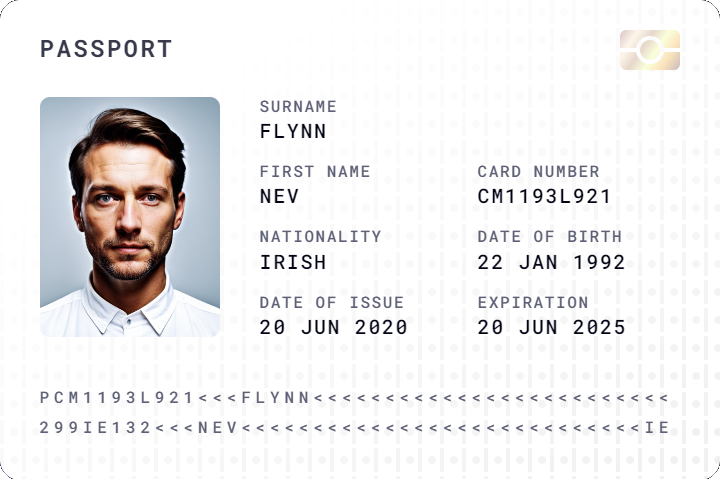 PASSPORT
SURNAME
FLYNN
FIRST NAME
NEV
CARD NUMBER
CM1193L921
NATIONALITY
IRISH
DATE OF BIRTH
22 JAN 1992
DATE OF ISSUE
20 JUN 2020
EXPIRATION
20 JUN 2025
PCM1193L921<<<FLYNN<<<<<<<<<<<<<<<<<<<<<<<<<
299IE132<<<NEV<<<<<<<<<<<<<<<<<<<<<<<<<<<<IE